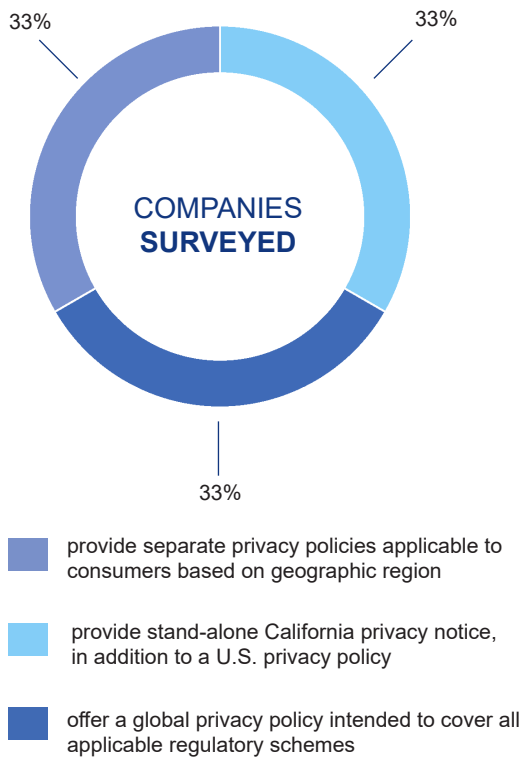 33%
33%
COMPANIES
SURVEYED
33%
provide separate privacy policies applicable to
consumers based on geographic region
provide stand-alone California privacy notice,
in addition to a U.S. privacy policy
offer a global privacy policy intended to cover all
applicable regulatory schemes